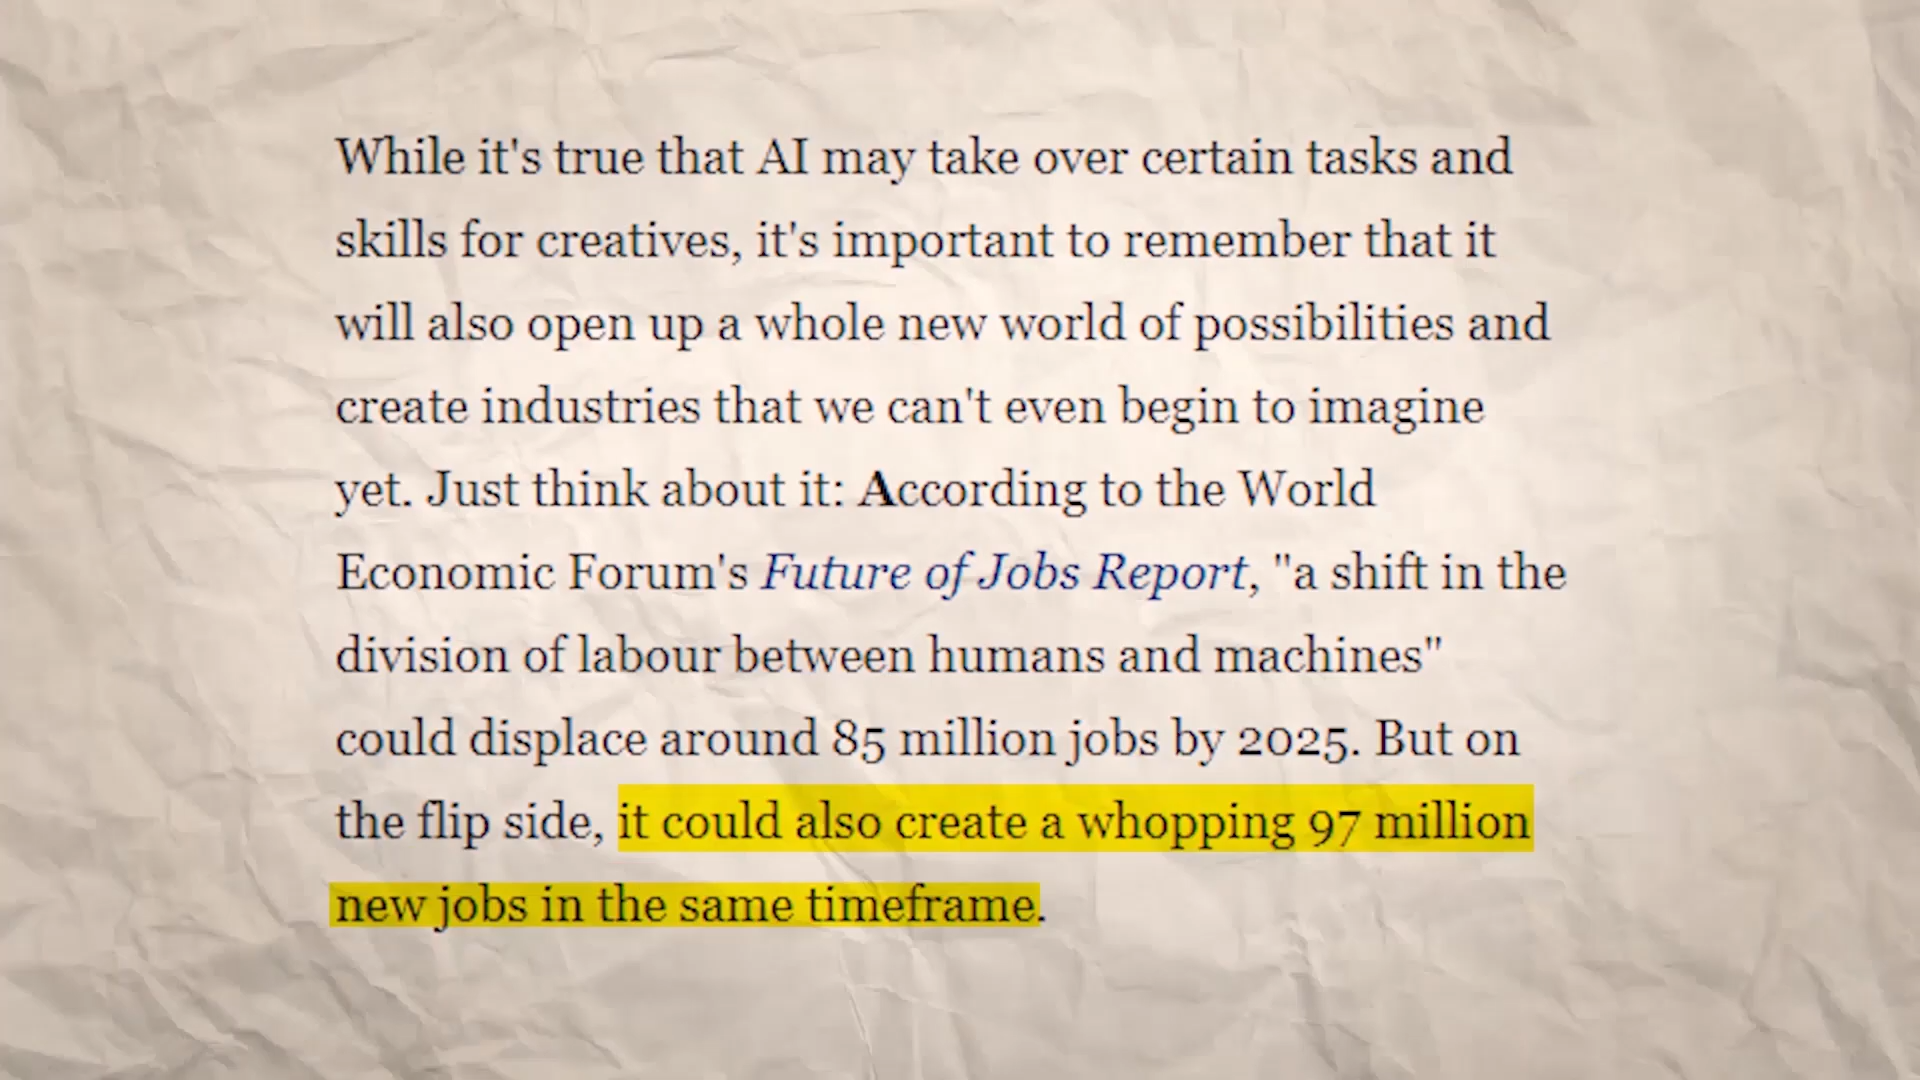 While it's true that AI may take over certain tasks and
skills for creatives, it's important to remember that it
will also open up a whole new world of possibilities and
create industries that we can't even begin to imagine
yet. Just think about it: According to the World
Economic Forum's Future of Jobs Report, "a shift in the
division of labour between humans and machines"
could displace around 85 million jobs by 2025. But on
the flip side, it could also create a whopping 97 million
new jobs in the same timeframe.